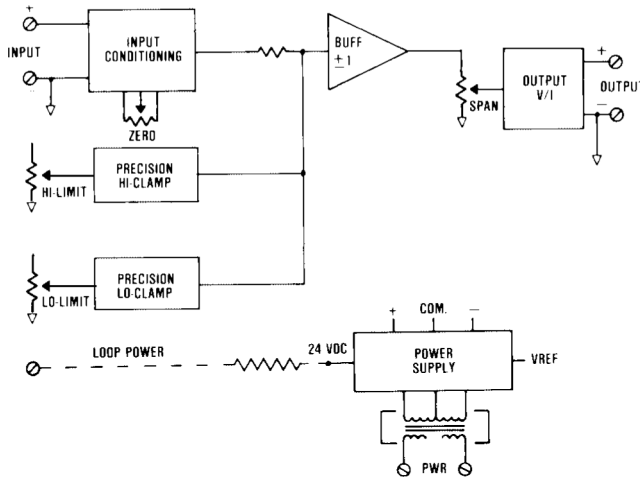 +
INPUT
−
INPUT
CONDITIONING
ZERO
BUFF
±1
SPAN
OUTPUT
V/I
+
OUTPUT
−
HI-LIMIT
PRECISION
HI-CLAMP
LO-LIMIT
PRECISION
LO-CLAMP
LOOP POWER
24 VDC
+ COM. −
POWER
SUPPLY
VREF
PWR